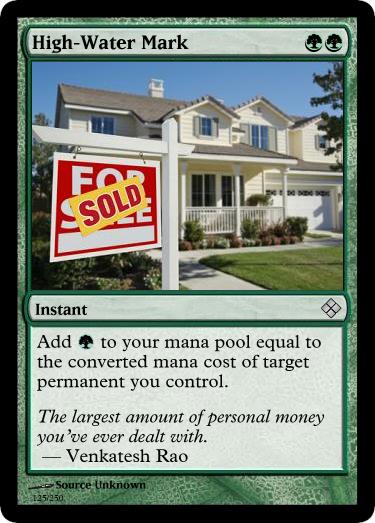 High-Water Mark
FOR
SALE
SOLD
Instant
Add to your mana pool equal to
the converted mana cost of target
permanent you control.
The largest amount of personal money
you've ever dealt with.
— Venkatesh Rao
Source Unknown
125/250